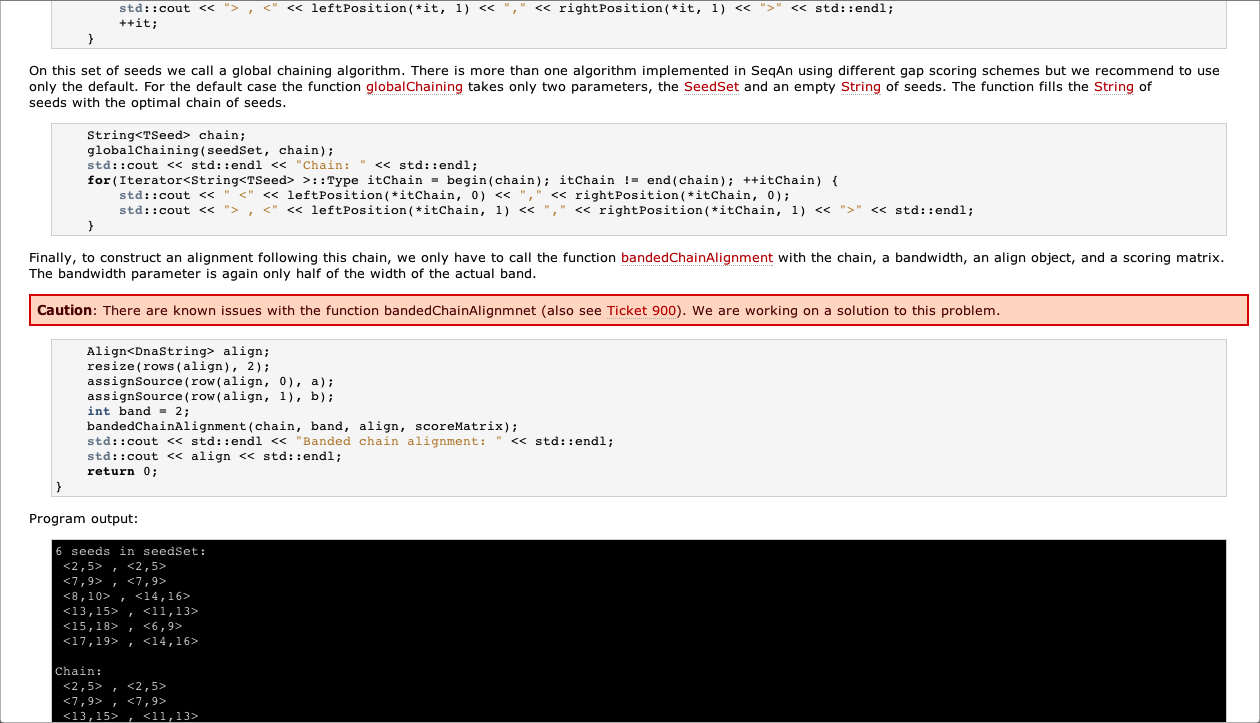 std::cout << "> , <" << leftPosition(*it, 1) << "," << rightPosition(*it, 1) << ">" << std::endl;
++it;
}
On this set of seeds we call a global chaining algorithm. There is more than one algorithm implemented in SeqAn using different gap scoring schemes but we recommend to use
only the default. For the default case the function globalChaining takes only two parameters, the SeedSet and an empty String of seeds. The function fills the String of
seeds with the optimal chain of seeds.
String<TSeed> chain;
globalChaining(seedSet, chain);
std::cout << std::endl << "Chain: " << std::endl;
for(Iterator<String<TSeed> >::Type itChain = begin(chain); itChain != end(chain); ++itChain) {
std::cout << " <" << leftPosition(*itChain, 0) << "," << rightPosition(*itChain, 0);
std::cout << "> , <" << leftPosition(*itChain, 1) << "," << rightPosition(*itChain, 1) << ">" << std::endl;
}
Finally, to construct an alignment following this chain, we only have to call the function bandedChainAlignment with the chain, a bandwidth, an align object, and a scoring matrix.
The bandwidth parameter is again only half of the width of the actual band.
Caution: There are known issues with the function bandedChainAlignmnet (also see Ticket 900). We are working on a solution to this problem.
Align<DnaString> align;
resize(rows(align), 2);
assignSource(row(align, 0), a);
assignSource(row(align, 1), b);
int band = 2;
bandedChainAlignment(chain, band, align, scoreMatrix);
std::cout << std::endl << "Banded chain alignment: " << std::endl;
std::cout << align << std::endl;
return 0;
}
Program output:
6 seeds in seedSet:
<2,5> , <2,5>
<7,9> , <7,9>
<8,10> , <14,16>
<13,15> , <11,13>
<15,18> , <6,9>
<17,19> , <14,16>
Chain:
<2,5> , <2,5>
<7,9> , <7,9>
<13,15> , <11,13>